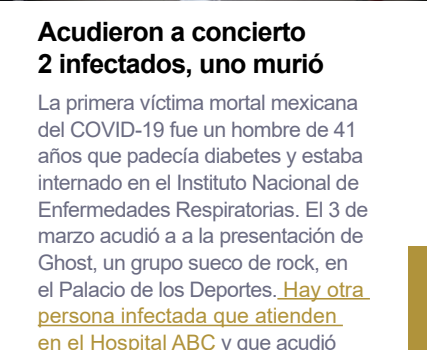 Acudieron a concierto
2 infectados, uno murió
La primera víctima mortal mexicana
del COVID-19 fue un hombre de 41
años que padecía diabetes y estaba
internado en el Instituto Nacional de
Enfermedades Respiratorias. El 3 de
marzo acudió a a la presentación de
Ghost, un grupo sueco de rock, en
el Palacio de los Deportes. Hay otra
persona infectada que atienden
en el Hospital ABC y que acudió